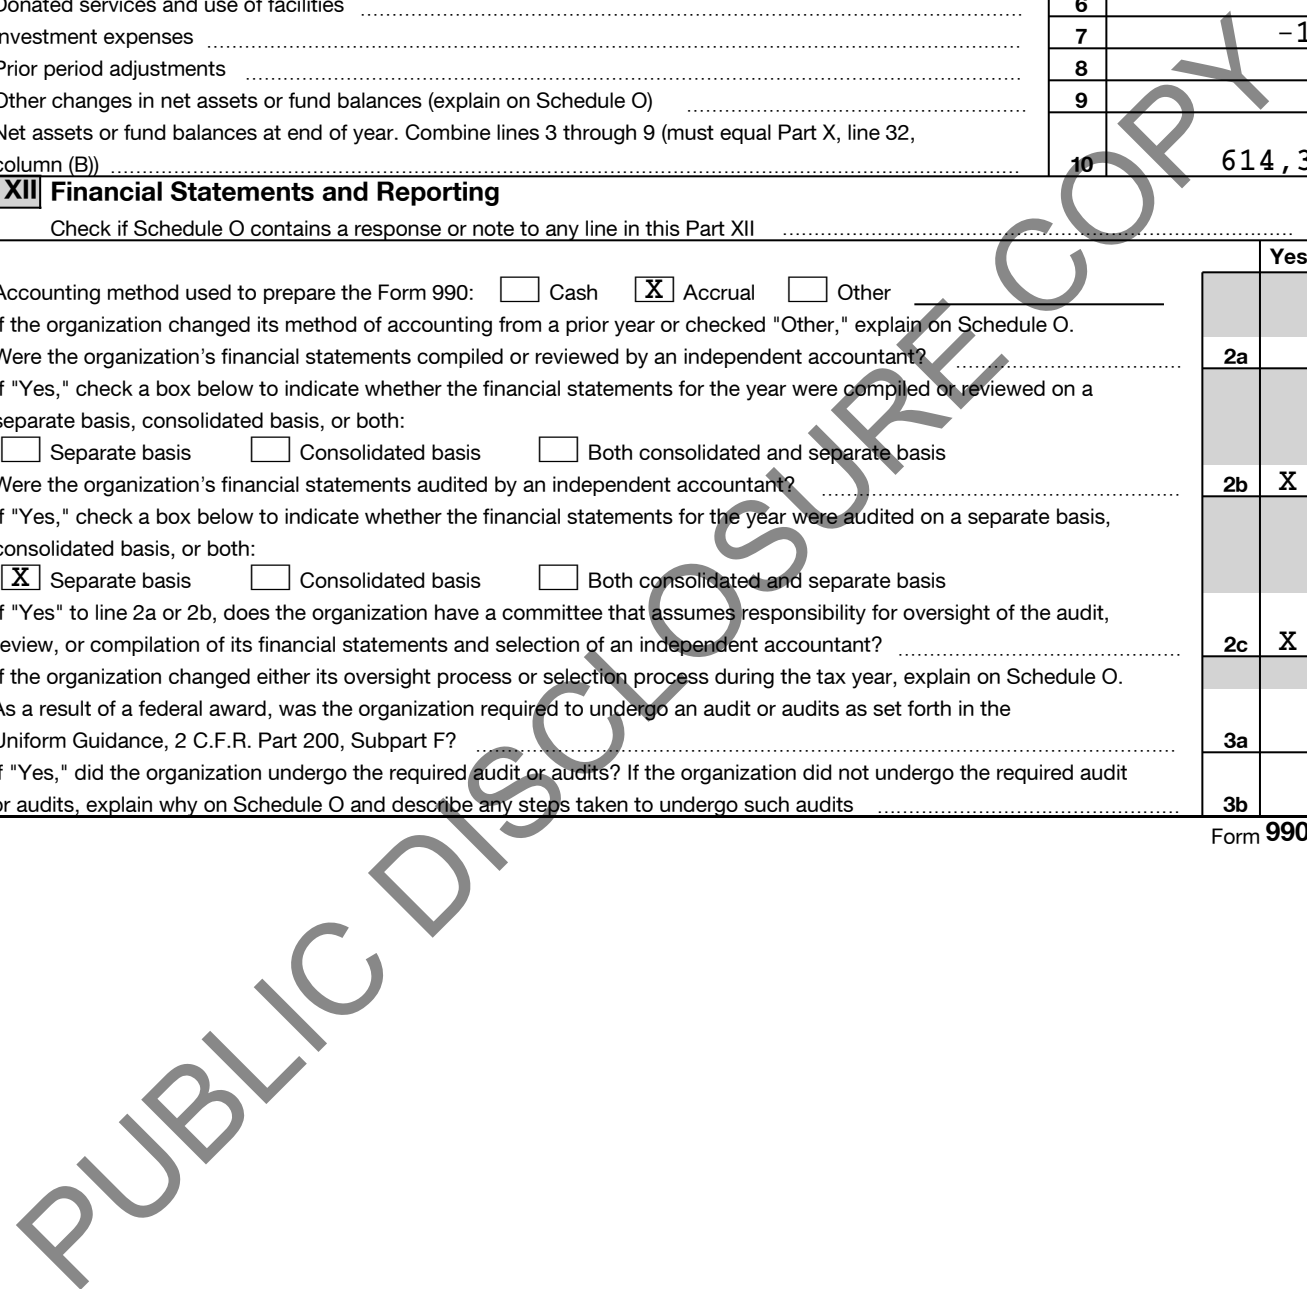 Donated services and use of facilities 6
nvestment expenses 7 -1
Prior period adjustments 8
Other changes in net assets or fund balances (explain on Schedule O) 9
Net assets or fund balances at end of year. Combine lines 3 through 9 (must equal Part X, line 32,
column (B)) 10 614,3
XII Financial Statements and Reporting
Check if Schedule O contains a response or note to any line in this Part XII
Yes
Accounting method used to prepare the Form 990: Cash X Accrual Other
f the organization changed its method of accounting from a prior year or checked "Other," explain on Schedule O.
Were the organization's financial statements compiled or reviewed by an independent accountant? 2a
f "Yes," check a box below to indicate whether the financial statements for the year were compiled or reviewed on a
separate basis, consolidated basis, or both:
Separate basis Consolidated basis Both consolidated and separate basis
Were the organization's financial statements audited by an independent accountant? 2b X
f "Yes," check a box below to indicate whether the financial statements for the year were audited on a separate basis,
consolidated basis, or both:
X Separate basis Consolidated basis Both consolidated and separate basis
f "Yes" to line 2a or 2b, does the organization have a committee that assumes responsibility for oversight of the audit,
eview, or compilation of its financial statements and selection of an independent accountant? 2c X
f the organization changed either its oversight process or selection process during the tax year, explain on Schedule O.
As a result of a federal award, was the organization required to undergo an audit or audits as set forth in the
Uniform Guidance, 2 C.F.R. Part 200, Subpart F? 3a
f "Yes," did the organization undergo the required audit or audits? If the organization did not undergo the required audit
or audits, explain why on Schedule O and describe any steps taken to undergo such audits 3b
Form 990
PUBLIC DISCLOSURE COPY